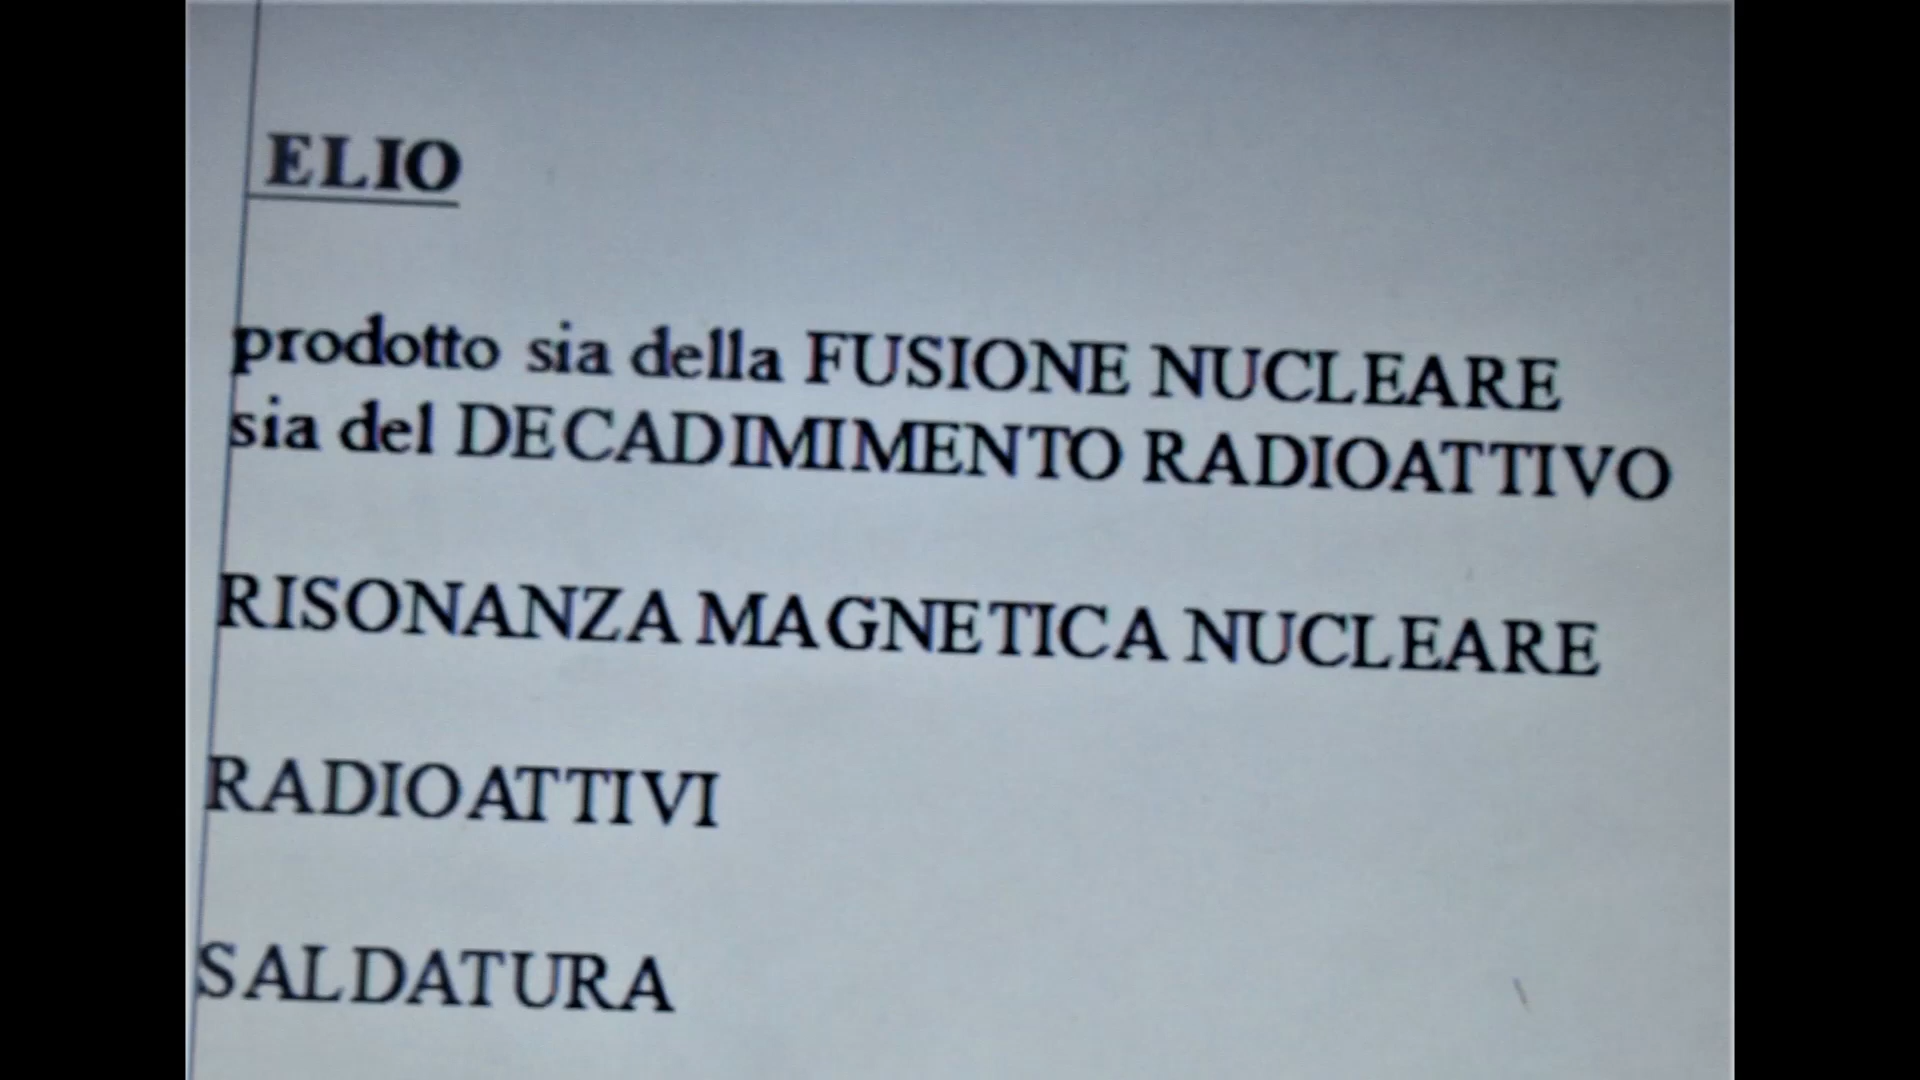 ELIO
prodotto sia della FUSIONE NUCLEARE
sia del DECADIMIMENTO RADIOATTIVO
RISONANZA MAGNETICA NUCLEARE
RADIOATTIVI
SALDATURA